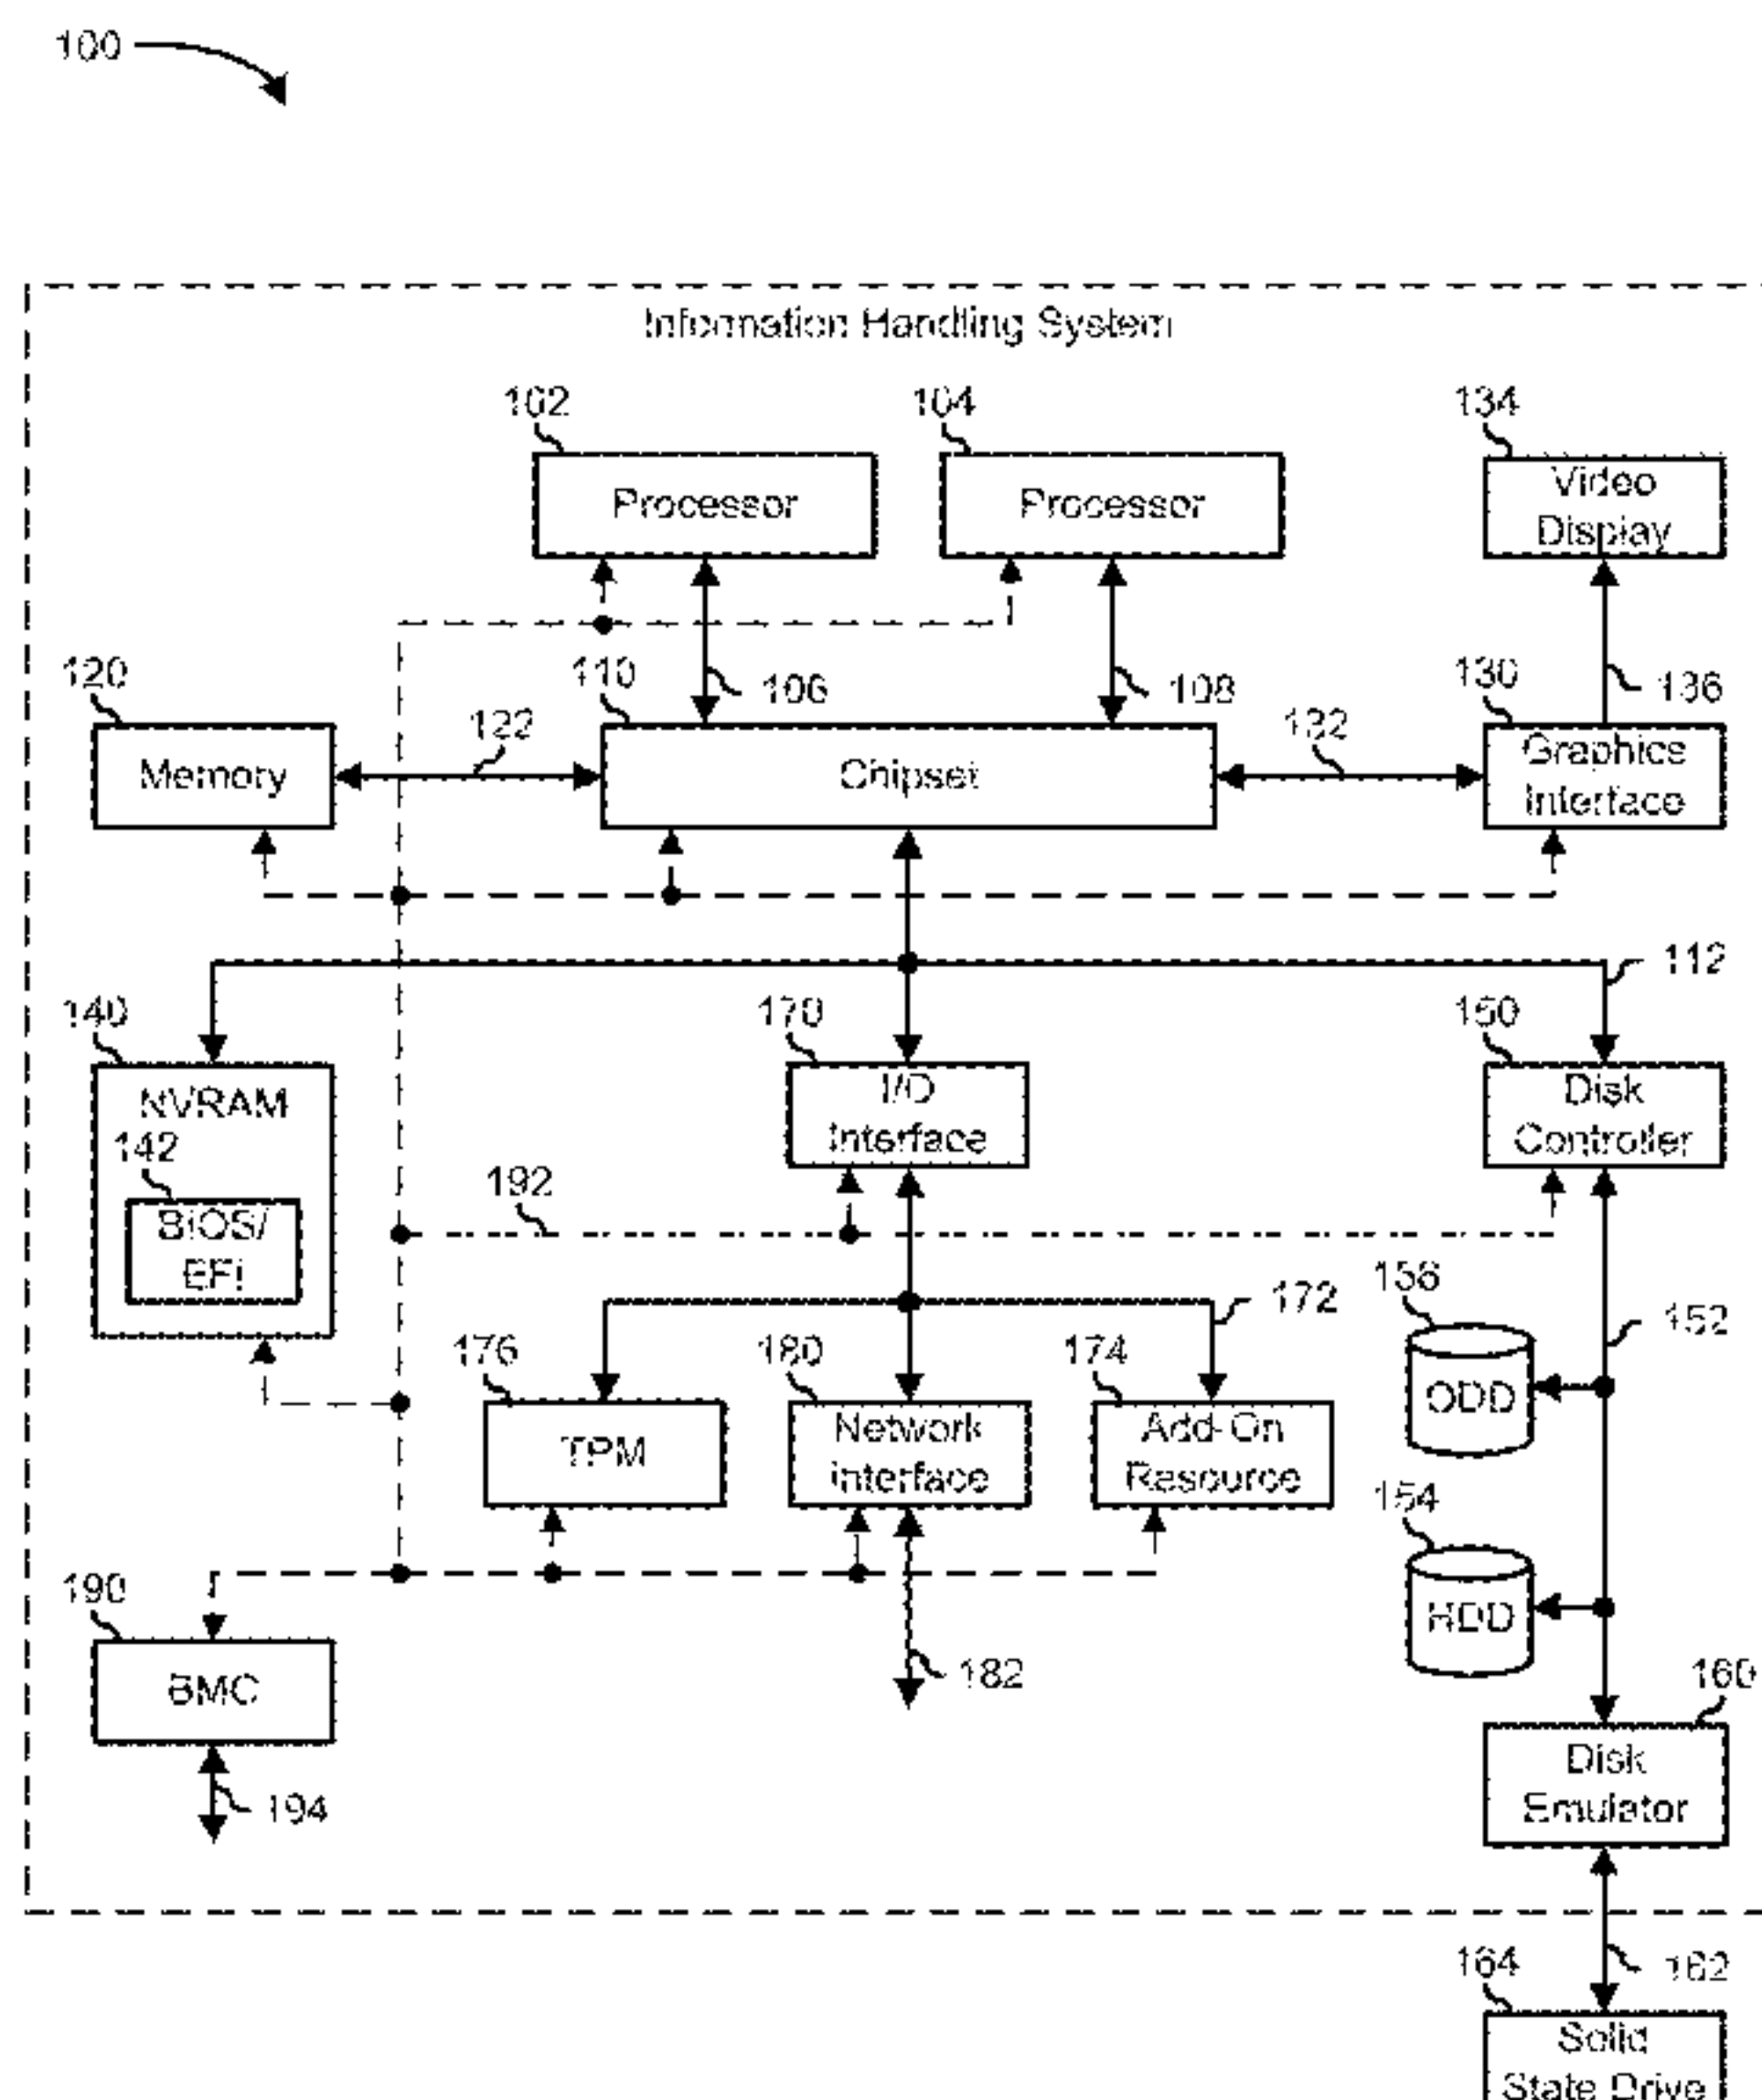 100
Information Handling System
102
104
134
Processor
Processor
Video
Display
120
110
106
108
130
136
122
132
Memory
Chipset
Graphics
Interface
112
140
170
150
NVRAM
I/O
Interface
Disk
Controller
142
BIOS/
EFI
192
156
172
152
176
180
174
ODD
TPM
Network
Interface
Add-On
Resource
154
HDD
190
182
160
BMC
Disk
Emulator
194
164
162
Solid
State Drive